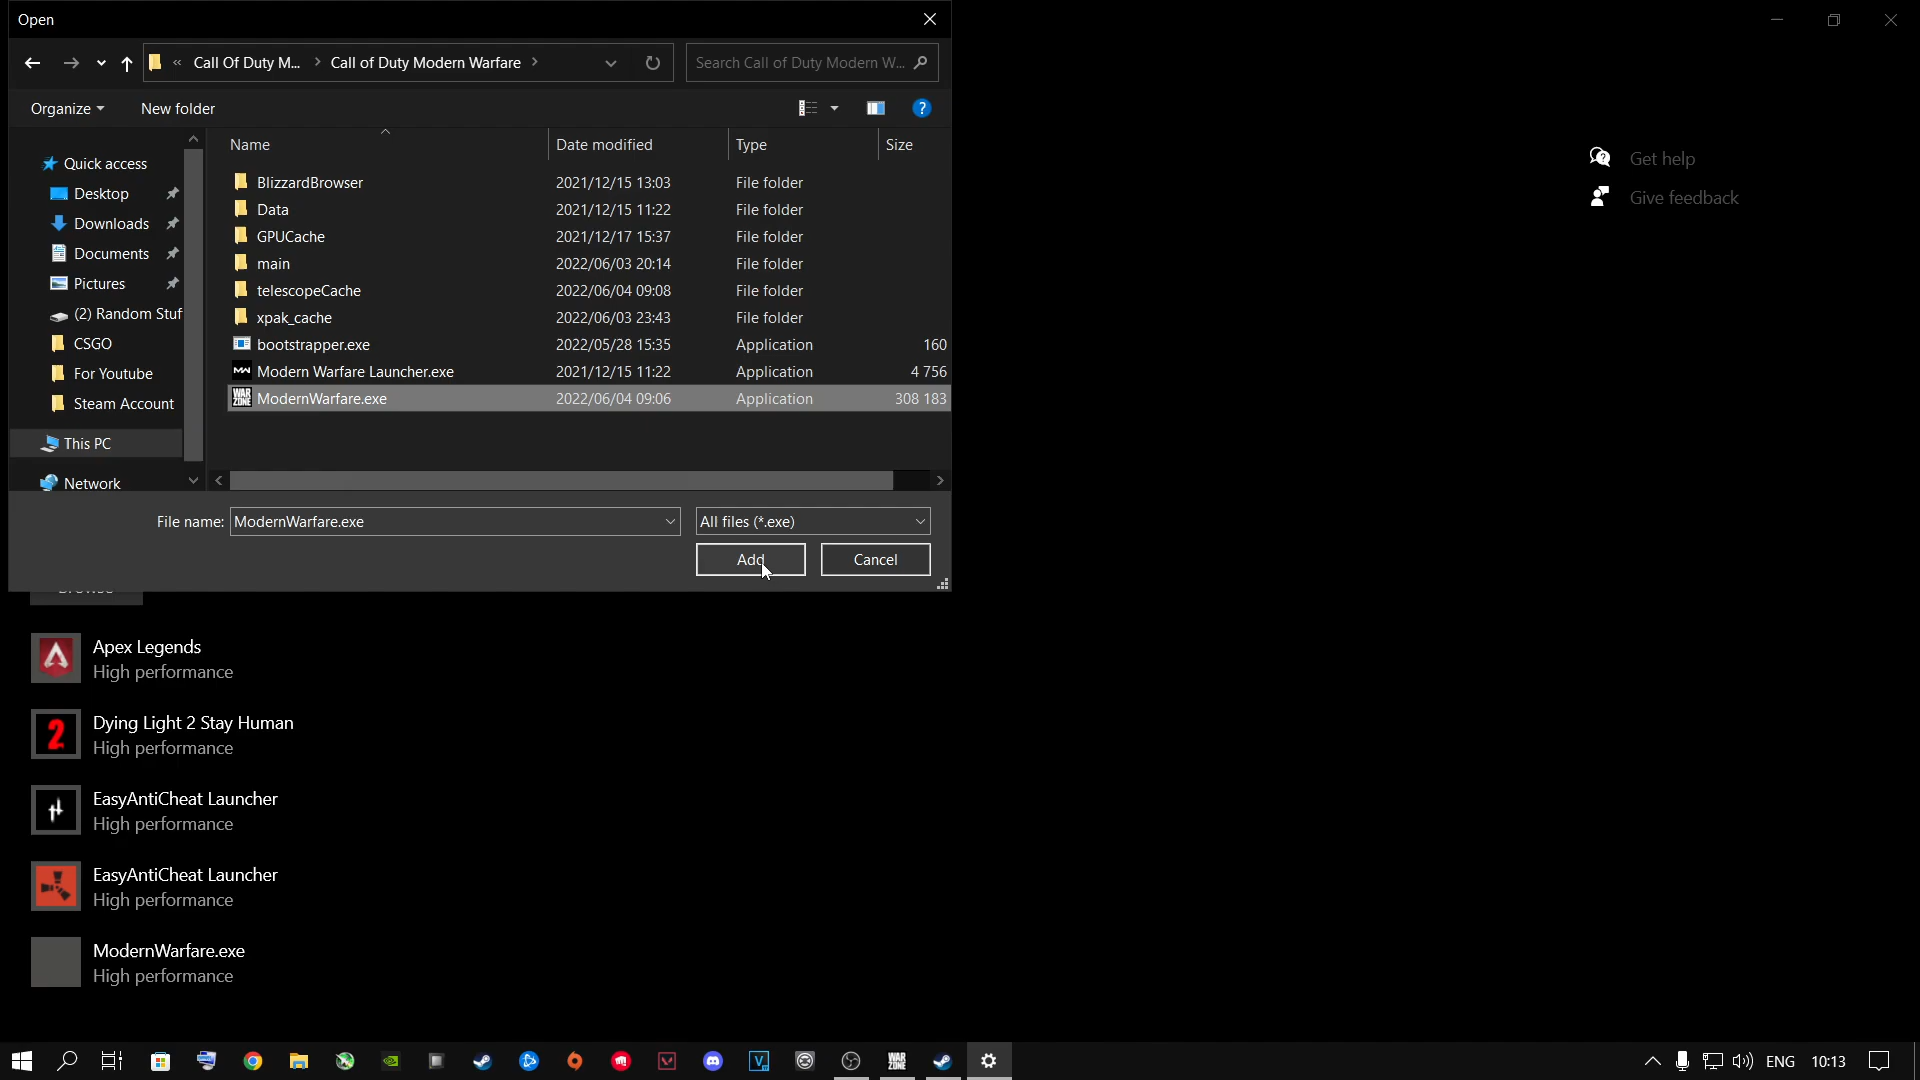 Open
Call Of Duty M... > Call of Duty Modern Warfare >
Search Call of Duty Modern W...
Organize
New folder
Name
Date modified
Type
Size
Quick access
Desktop
Downloads
Documents
Pictures
(2) Random Stuf
CSGO
For Youtube
Steam Account
This PC
Network
BlizzardBrowser 2021/12/15 13:03 File folder
Data 2021/12/15 11:22 File folder
GPUCache 2021/12/17 15:37 File folder
main 2022/06/03 20:14 File folder
telescopeCache 2022/06/04 09:08 File folder
xpak_cache 2022/06/03 23:43 File folder
bootstrapper.exe 2022/05/28 15:35 Application 160
Modern Warfare Launcher.exe 2021/12/15 11:22 Application 4 756
ModernWarfare.exe 2022/06/04 09:06 Application 308 183
File name: ModernWarfare.exe
All files (*.exe)
Add
Cancel
Get help
Give feedback
Browse
Apex Legends
High performance
Dying Light 2 Stay Human
High performance
EasyAntiCheat Launcher
High performance
EasyAntiCheat Launcher
High performance
ModernWarfare.exe
High performance
WAR
ZONE
ENG
10:13